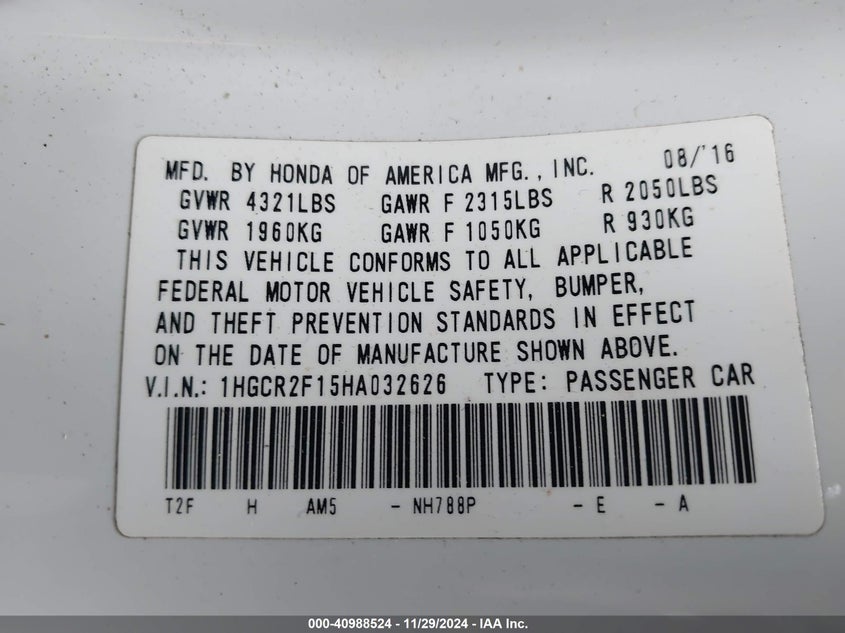 MFD. BY HONDA OF AMERICA MFG., INC. 08/'16
GVWR 4321LBS GAWR F 2315LBS R 2050LBS
GVWR 1960KG GAWR F 1050KG R 930KG
THIS VEHICLE CONFORMS TO ALL APPLICABLE
FEDERAL MOTOR VEHICLE SAFETY, BUMPER,
AND THEFT PREVENTION STANDARDS IN EFFECT
ON THE DATE OF MANUFACTURE SHOWN ABOVE.
V.I.N.: 1HGCR2F15HA032626 TYPE: PASSENGER CAR
T2F H AM5 - NH788P - E - A
000-40988524 - 11/29/2024 - IAA Inc.